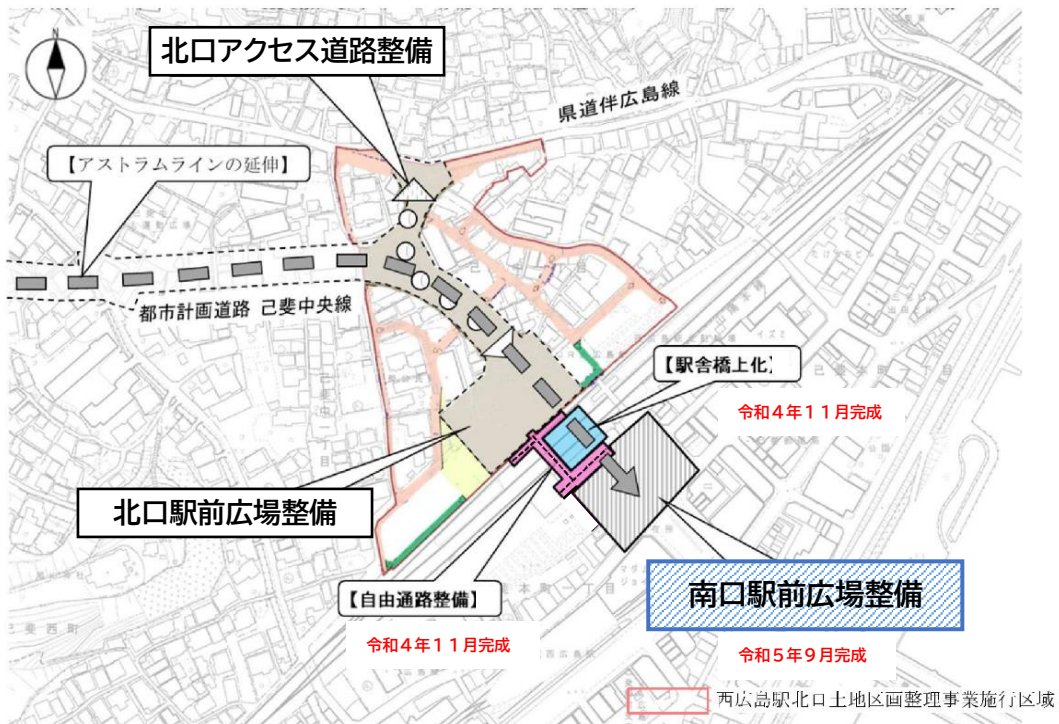 N
北口アクセス道路整備
県道伴広島線
【アストラムラインの延伸】
都市計画道路 己斐中央線
【駅舎橋上化】
令和4年11月完成
北口駅前広場整備
南口駅前広場整備
【自由通路整備】
令和4年11月完成
令和5年9月完成
己斐西町
西広島駅北口土地区画整理事業施行区域